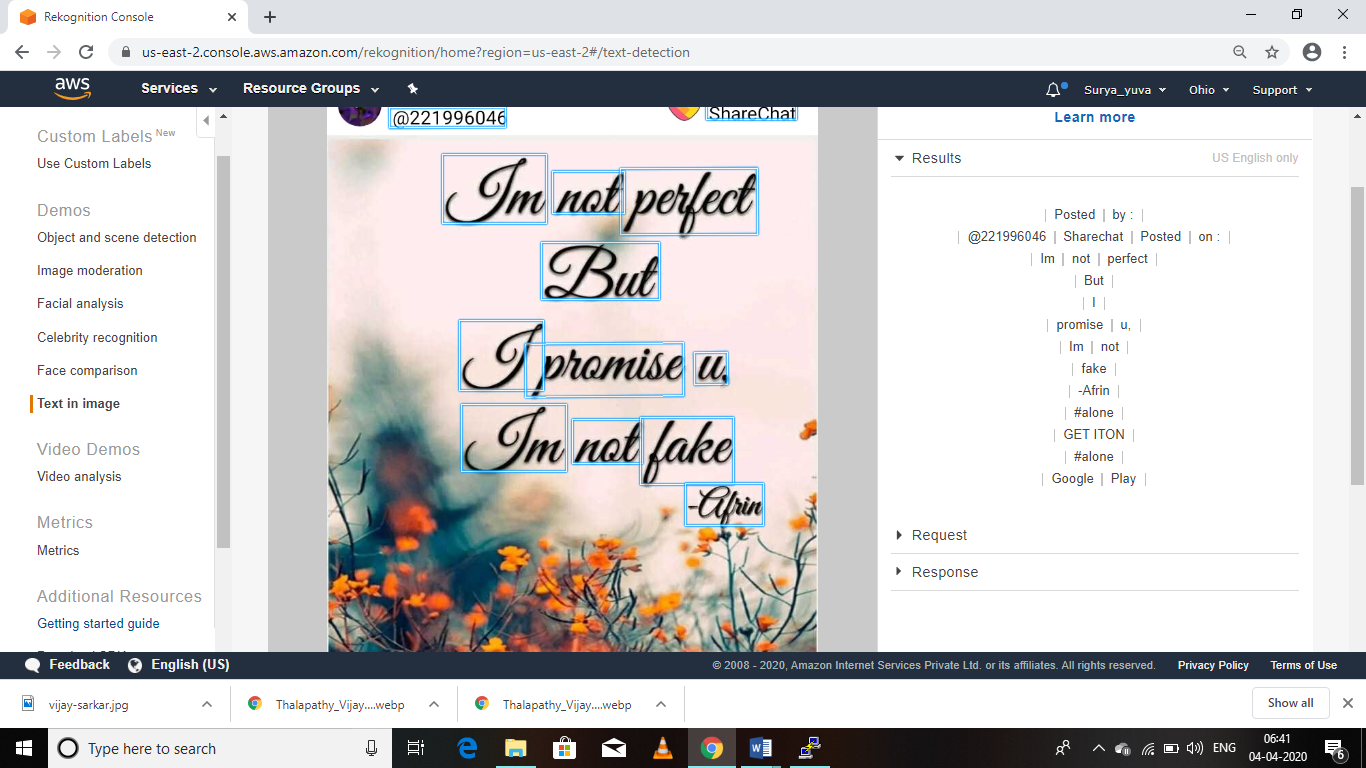 Rekognition Console
us-east-2.console.aws.amazon.com/rekognition/home?region=us-east-2#/text-detection
aws Services Resource Groups Surya_yuva Ohio Support
Custom Labels New
Use Custom Labels
Demos
Object and scene detection
Image moderation
Facial analysis
Celebrity recognition
Face comparison
Text in image
Video Demos
Video analysis
Metrics
Metrics
Additional Resources
Getting started guide
@221996046 ShareChat
Im not perfect
But
I promise u,
Im not fake
-Afrin
Learn more
Results US English only
| Posted | by : |
| @221996046 | Sharechat | Posted | on : |
| Im | not | perfect |
| But |
| I |
| promise | u, |
| Im | not |
| fake |
| -Afrin |
| #alone |
| GET ITON |
| #alone |
| Google | Play |
Request
Response
Feedback English (US) © 2008 - 2020, Amazon Internet Services Private Ltd. or its affiliates. All rights reserved. Privacy Policy Terms of Use
vijay-sarkar.jpg Thalapathy_Vijay....webp Thalapathy_Vijay....webp Show all
Type here to search ENG 06:41
04-04-2020 6